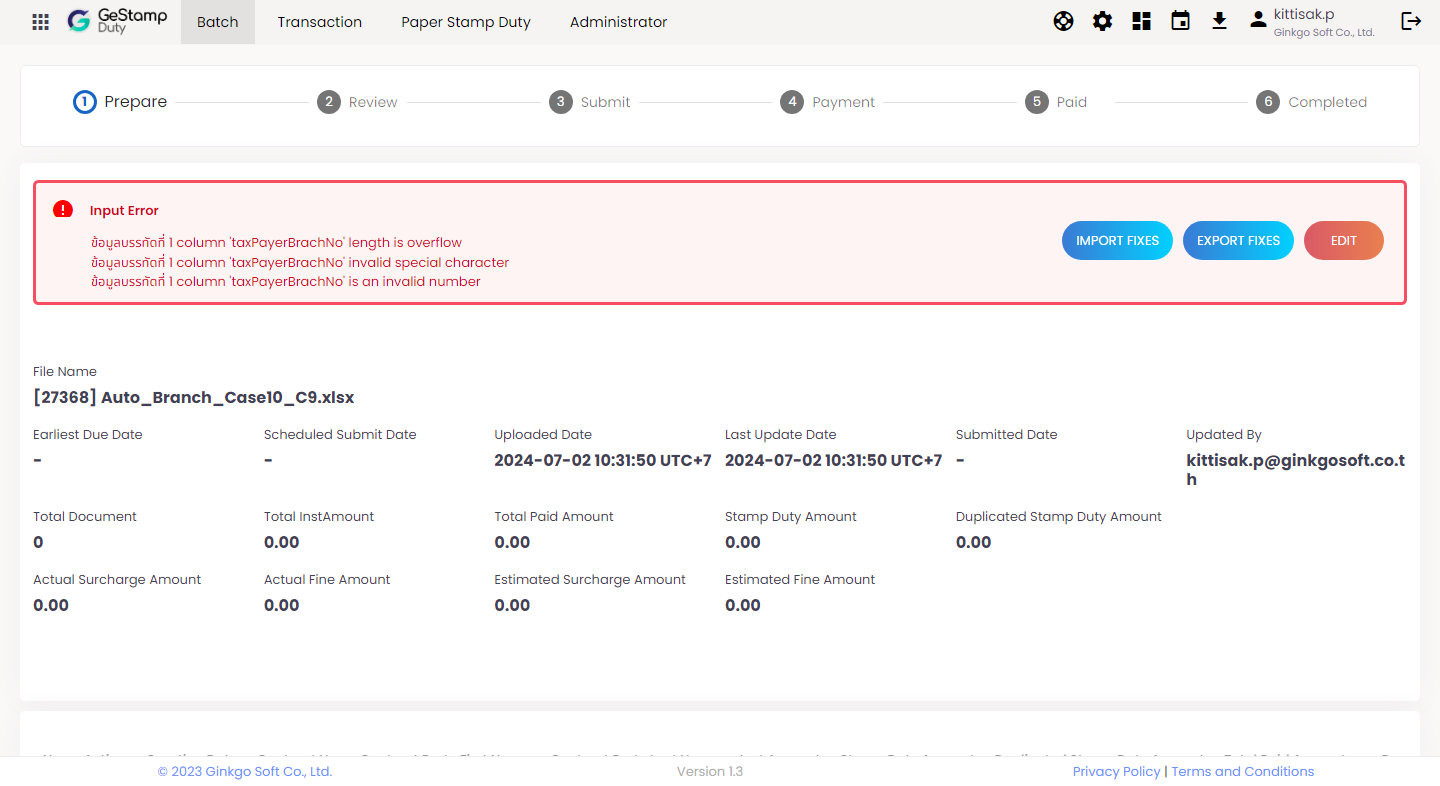 GeStamp
Duty
Batch
Transaction
Paper Stamp Duty
Administrator
kittisak.p
Ginkgo Soft Co., Ltd.
1 Prepare
2 Review
3 Submit
4 Payment
5 Paid
6 Completed
Input Error
ข้อมูลบรรทัดที่ 1 column 'taxPayerBrachNo' length is overflow
ข้อมูลบรรทัดที่ 1 column 'taxPayerBrachNo' invalid special character
ข้อมูลบรรทัดที่ 1 column 'taxPayerBrachNo' is an invalid number
IMPORT FIXES
EXPORT FIXES
EDIT
File Name
[27368] Auto_Branch_Case10_C9.xlsx
Earliest Due Date
-
Scheduled Submit Date
-
Uploaded Date
2024-07-02 10:31:50 UTC+7
Last Update Date
2024-07-02 10:31:50 UTC+7
Submitted Date
-
Updated By
kittisak.p@ginkgosoft.co.t
h
Total Document
0
Total InstAmount
0.00
Total Paid Amount
0.00
Stamp Duty Amount
0.00
Duplicated Stamp Duty Amount
0.00
Actual Surcharge Amount
0.00
Actual Fine Amount
0.00
Estimated Surcharge Amount
0.00
Estimated Fine Amount
0.00
© 2023 Ginkgo Soft Co., Ltd.
Version 1.3
Privacy Policy | Terms and Conditions